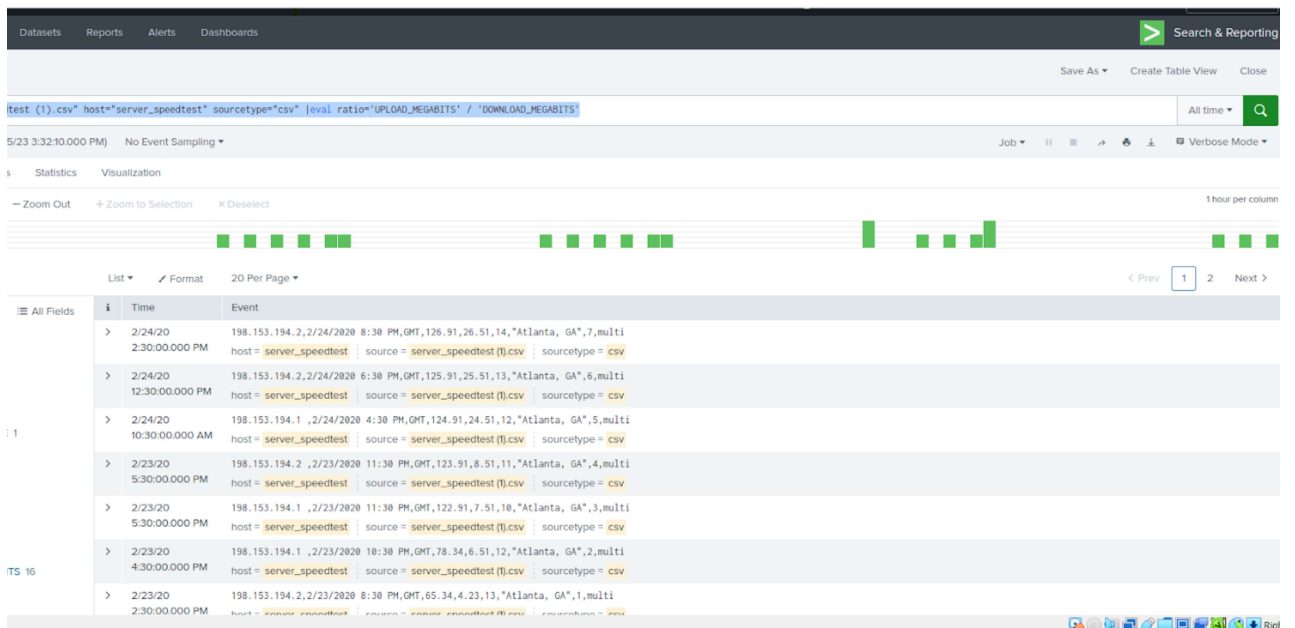 Datasets Reports Alerts Dashboards Search & Reporting
Save As Create Table View Close
test (1).csv" host="server_speedtest" sourcetype="csv" |eval ratio='UPLOAD_MEGABITS' / 'DOWNLOAD_MEGABITS' All time
5/23 3:32:10.000 PM) No Event Sampling Job Verbose Mode
s Statistics Visualization
— Zoom Out + Zoom to Selection × Deselect 1 hour per column
List Format 20 Per Page < Prev 1 2 Next >
All Fields i Time Event
> 2/24/20 198.153.194.2,2/24/2020 8:30 PM,GMT,126.91,26.51,14,"Atlanta, GA",7,multi
2:30:00.000 PM host = server_speedtest source = server_speedtest (1).csv sourcetype = csv
> 2/24/20 198.153.194.2,2/24/2020 6:30 PM,GMT,125.91,25.51,13,"Atlanta, GA",6,multi
12:30:00.000 PM host = server_speedtest source = server_speedtest (1).csv sourcetype = csv
> 2/24/20 198.153.194.1 ,2/24/2020 4:30 PM,GMT,124.91,24.51,12,"Atlanta, GA",5,multi
1 10:30:00.000 AM host = server_speedtest source = server_speedtest (1).csv sourcetype = csv
> 2/23/20 198.153.194.2 ,2/23/2020 11:30 PM,GMT,123.91,8.51,11,"Atlanta, GA",4,multi
5:30:00.000 PM host = server_speedtest source = server_speedtest (1).csv sourcetype = csv
> 2/23/20 198.153.194.1 ,2/23/2020 11:30 PM,GMT,122.91,7.51,10,"Atlanta, GA",3,multi
5:30:00.000 PM host = server_speedtest source = server_speedtest (1).csv sourcetype = csv
> 2/23/20 198.153.194.1 ,2/23/2020 10:30 PM,GMT,78.34,6.51,12,"Atlanta, GA",2,multi
ITS 16 4:30:00.000 PM host = server_speedtest source = server_speedtest (1).csv sourcetype = csv
> 2/23/20 198.153.194.2,2/23/2020 8:30 PM,GMT,65.34,4.23,13,"Atlanta, GA",1,multi
2:30:00.000 PM host = server_speedtest source = server_speedtest (1).csv sourcetype = csv
Righ